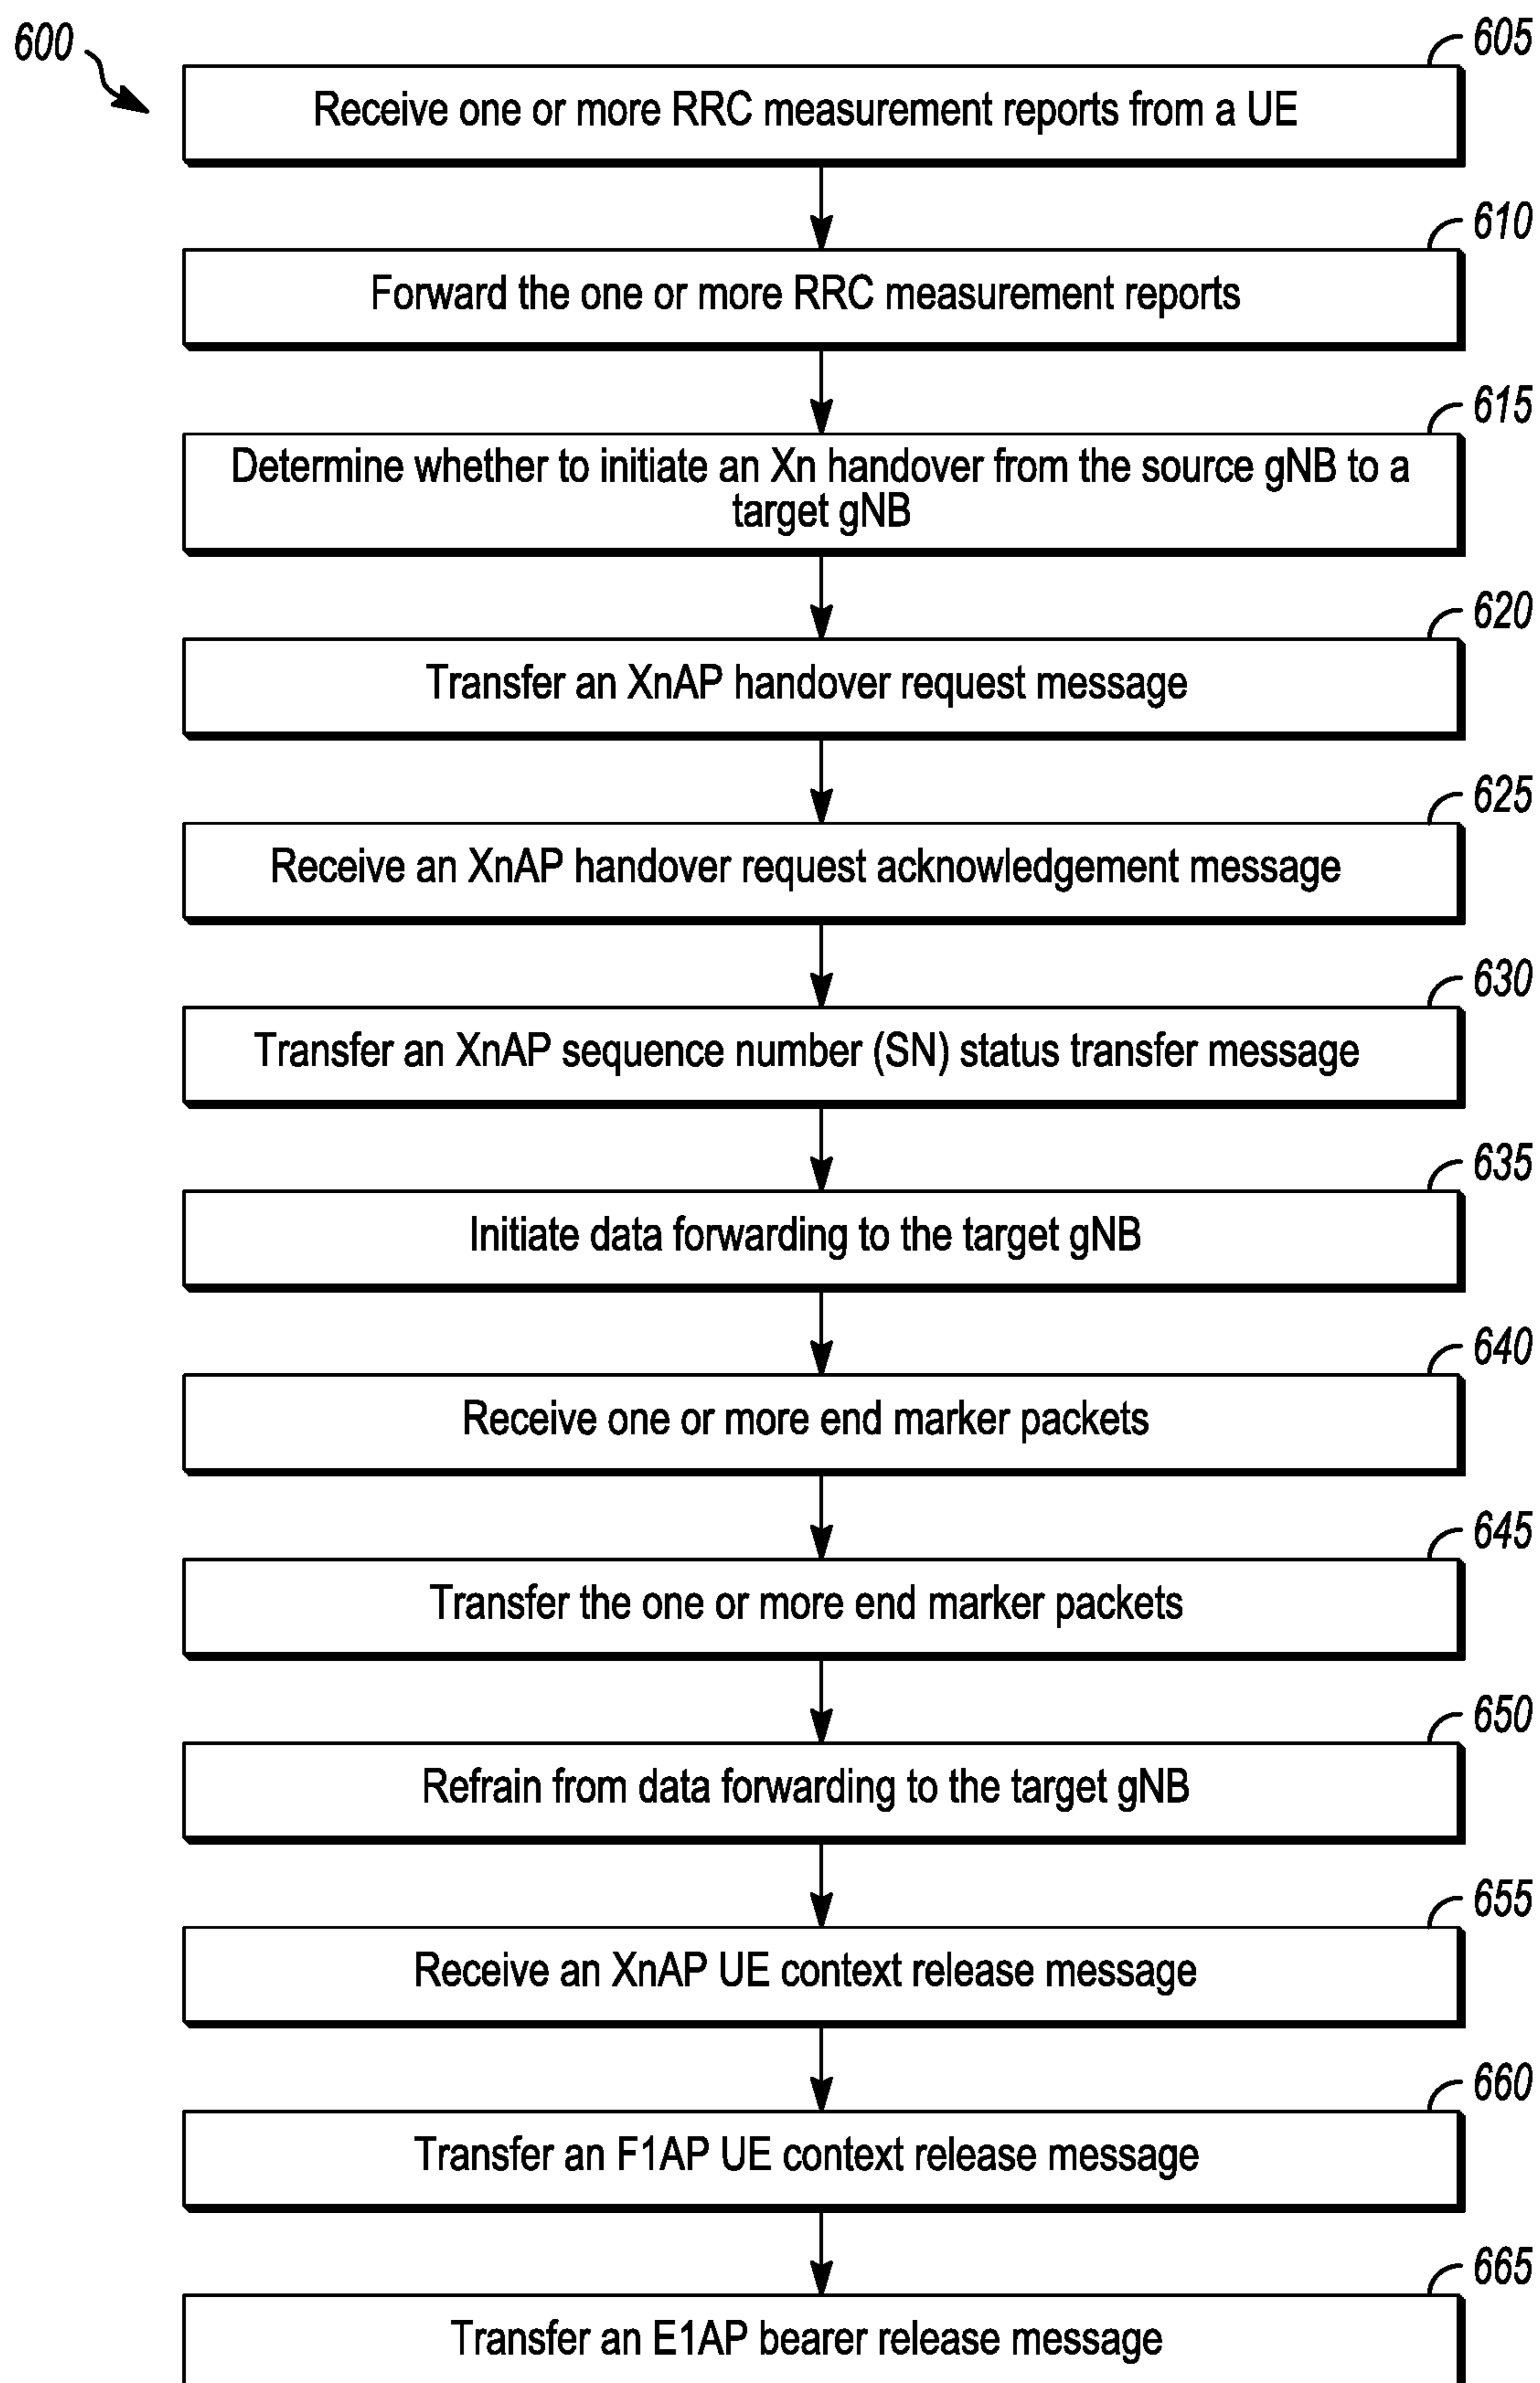 600
605
Receive one or more RRC measurement reports from a UE
610
Forward the one or more RRC measurement reports
615
Determine whether to initiate an Xn handover from the source gNB to a
target gNB
620
Transfer an XnAP handover request message
625
Receive an XnAP handover request acknowledgement message
630
Transfer an XnAP sequence number (SN) status transfer message
635
Initiate data forwarding to the target gNB
640
Receive one or more end marker packets
645
Transfer the one or more end marker packets
650
Refrain from data forwarding to the target gNB
655
Receive an XnAP UE context release message
660
Transfer an F1AP UE context release message
665
Transfer an E1AP bearer release message